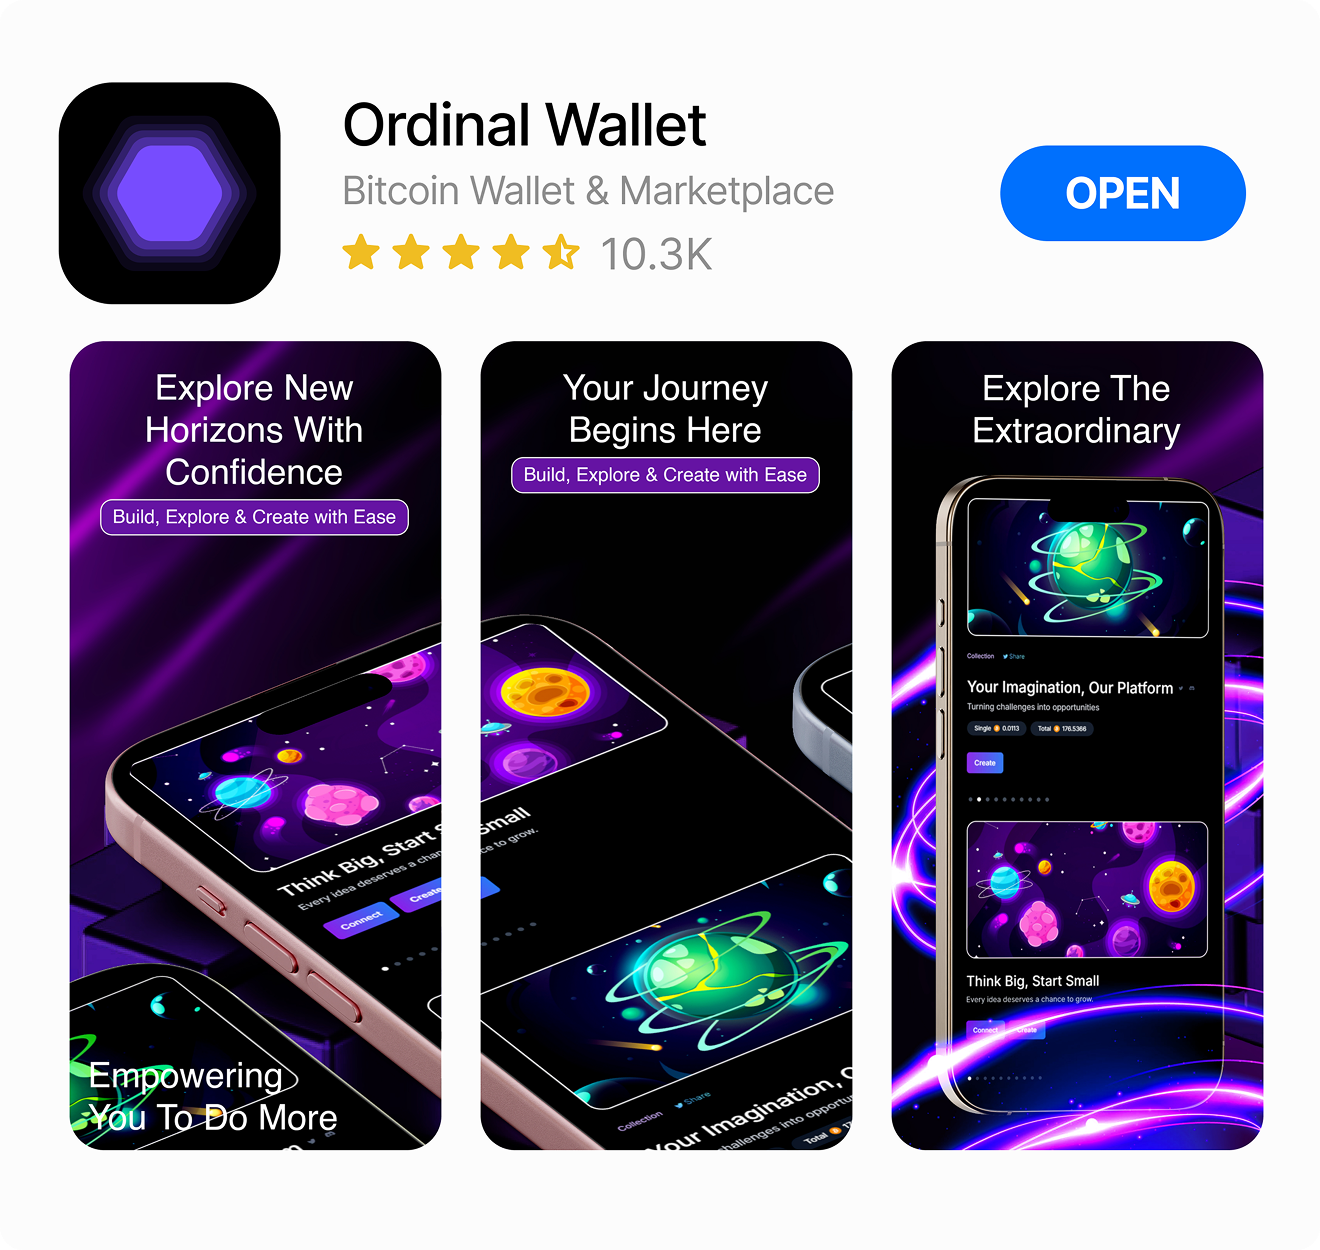 Ordinal Wallet
Bitcoin Wallet & Marketplace
10.3K
OPEN
Explore New
Horizons With
Confidence
Build, Explore & Create with Ease
Think Big, Start S
Every idea deserves a chan
Connect
Create
Empowering
You To Do More
Your Journey
Begins Here
Build, Explore & Create with Ease
Small
ce to grow.
Collection
Share
Your Imagination, O
challenges into opportu
Total
Explore The
Extraordinary
Collection
Share
Your Imagination, Our Platform
Turning challenges into opportunities
Single 0.0113
Total 176.5366
Create
Think Big, Start Small
Every idea deserves a chance to grow.
Connect
Create